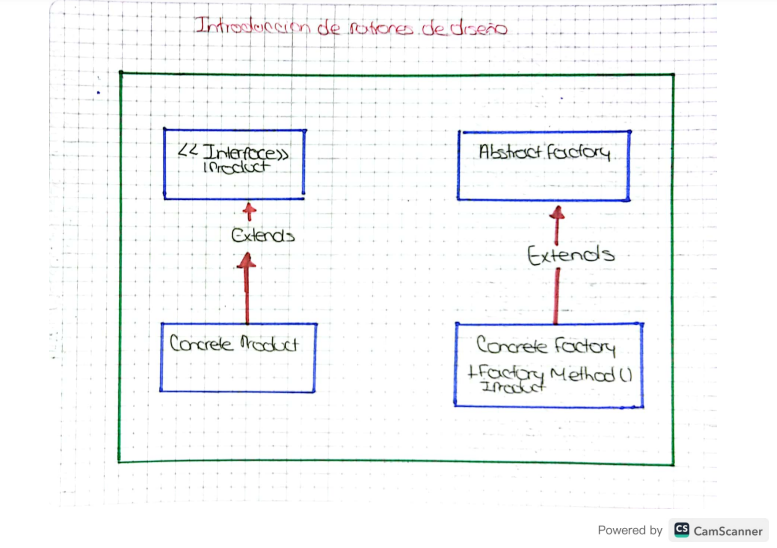 Introducción de patrones de diseño
<< Interface>>
IProduct
Abstract factory
Extends
Extends
Concrete Product
Concrete factory
+Factory Method()
IProduct
Powered by CS CamScanner